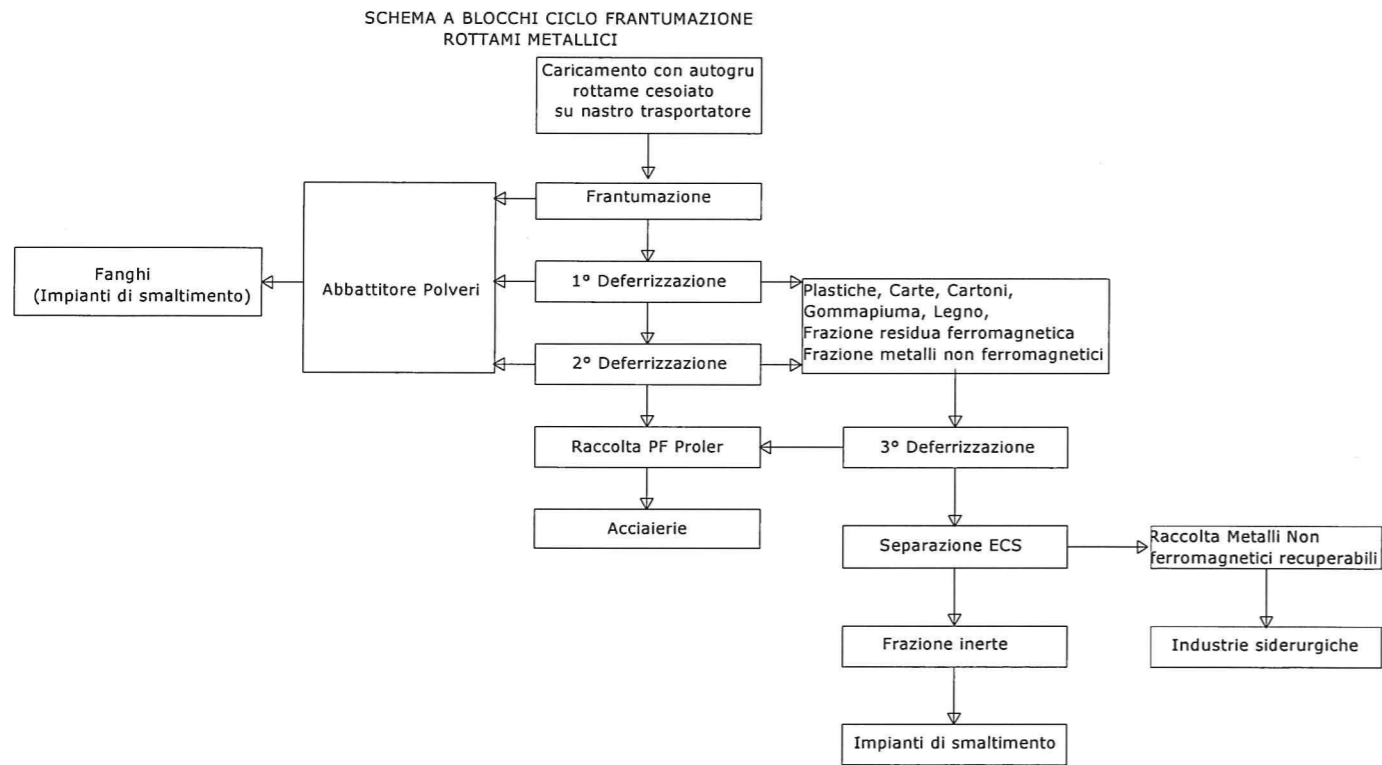 SCHEMA A BLOCCHI CICLO FRANTUMAZIONE
ROTTAMI METALLICI
Caricamento con autogru
rottame cesoiato
su nastro trasportatore
Frantumazione
Fanghi
(Impianti di smaltimento)
Abbattitore Polveri
1° Deferrizzazione
Plastiche, Carte, Cartoni,
Gommapiuma, Legno,
Frazione residua ferromagnetica
Frazione metalli non ferromagnetici
2° Deferrizzazione
Raccolta PF Proler
3° Deferrizzazione
Acciaierie
Separazione ECS
Raccolta Metalli Non
ferromagnetici recuperabili
Frazione inerte
Industrie siderurgiche
Impianti di smaltimento